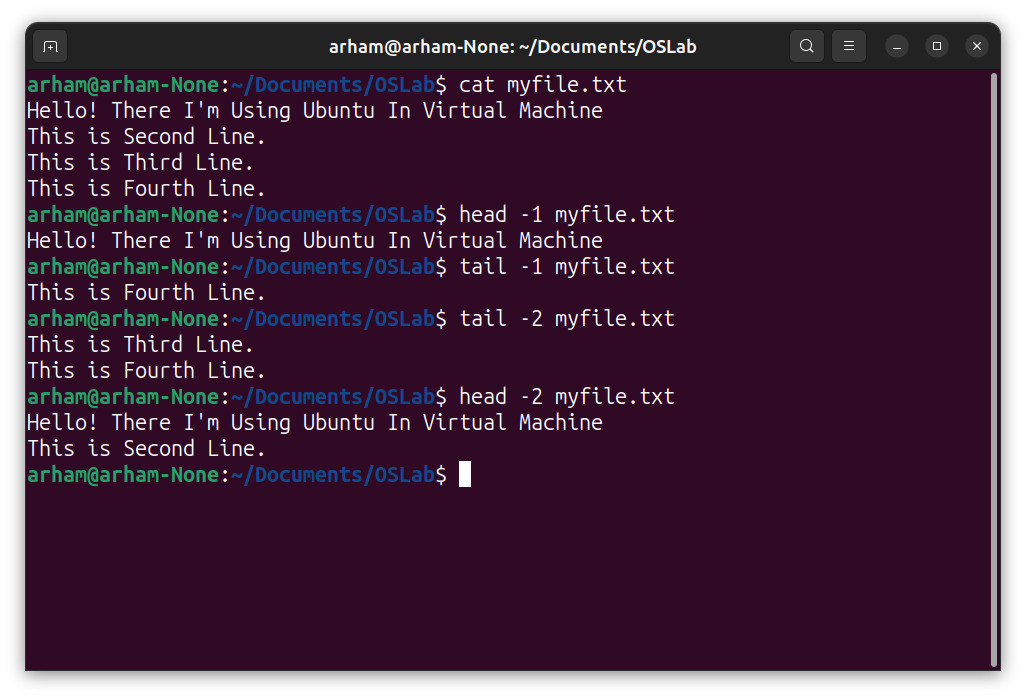 arham@arham-None: ~/Documents/OSLab
arham@arham-None:~/Documents/OSLab$ cat myfile.txt
Hello! There I'm Using Ubuntu In Virtual Machine
This is Second Line.
This is Third Line.
This is Fourth Line.
arham@arham-None:~/Documents/OSLab$ head -1 myfile.txt
Hello! There I'm Using Ubuntu In Virtual Machine
arham@arham-None:~/Documents/OSLab$ tail -1 myfile.txt
This is Fourth Line.
arham@arham-None:~/Documents/OSLab$ tail -2 myfile.txt
This is Third Line.
This is Fourth Line.
arham@arham-None:~/Documents/OSLab$ head -2 myfile.txt
Hello! There I'm Using Ubuntu In Virtual Machine
This is Second Line.
arham@arham-None:~/Documents/OSLab$